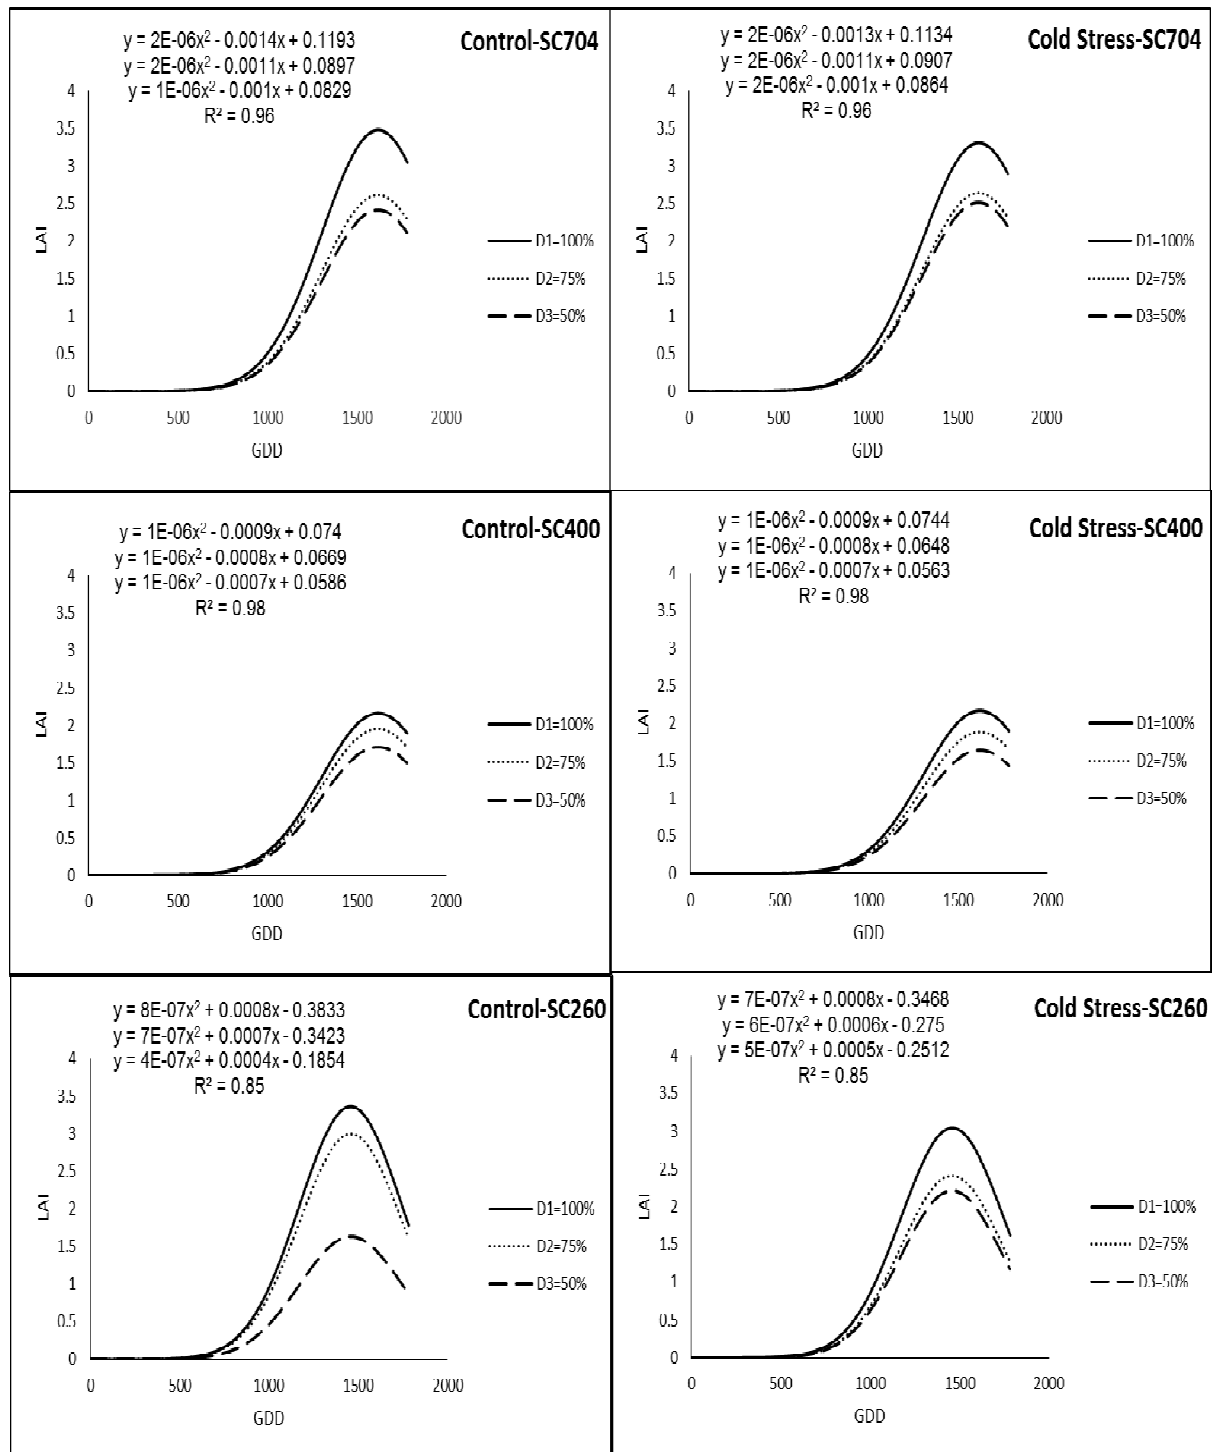 y = 2E-06x² - 0.0014x + 0.1193
y = 2E-06x² - 0.0011x + 0.0897
y = 1E-06x² - 0.001x + 0.0829
R² = 0.96
Control-SC704
4
3.5
3
2.5
2
1.5
1
0.5
0
LAI
0 500 1000 1500 2000
GDD
D1=100%
D2=75%
D3=50%
y = 2E-06x² - 0.0013x + 0.1134
y = 2E-06x² - 0.0011x + 0.0907
y = 2E-06x² - 0.001x + 0.0864
R² = 0.96
Cold Stress-SC704
4
3.5
3
2.5
2
1.5
1
0.5
0
LAI
0 500 1000 1500 2000
GDD
D1=100%
D2=75%
D3=50%
y = 1E-06x² - 0.0009x + 0.074
y = 1E-06x² - 0.0008x + 0.0669
y = 1E-06x² - 0.0007x + 0.0586
R² = 0.98
Control-SC400
4
3.5
3
2.5
2
1.5
1
0.5
0
LAI
0 500 1000 1500 2000
GDD
D1=100%
D2=75%
D3=50%
y = 1E-06x² - 0.0009x + 0.0744
y = 1E-06x² - 0.0008x + 0.0648
y = 1E-06x² - 0.0007x + 0.0563
R² = 0.98
Cold Stress-SC400
4
3.5
3
2.5
2
1.5
1
0.5
0
LAI
0 500 1000 1500 2000
GDD
D1=100%
D2=75%
D3=50%
y = 8E-07x² + 0.0008x - 0.3833
y = 7E-07x² + 0.0007x - 0.3423
y = 4E-07x² + 0.0004x - 0.1854
R² = 0.85
Control-SC260
4
3.5
3
2.5
2
1.5
1
0.5
0
LAI
0 500 1000 1500 2000
GDD
D1=100%
D2=75%
D3=50%
y = 7E-07x² + 0.0008x - 0.3468
y = 6E-07x² + 0.0006x - 0.275
y = 5E-07x² + 0.0005x - 0.2512
R² = 0.85
Cold Stress-SC260
4
3.5
3
2.5
2
1.5
1
0.5
0
LAI
0 500 1000 1500 2000
GDD
D1=100%
D2=75%
D3=50%